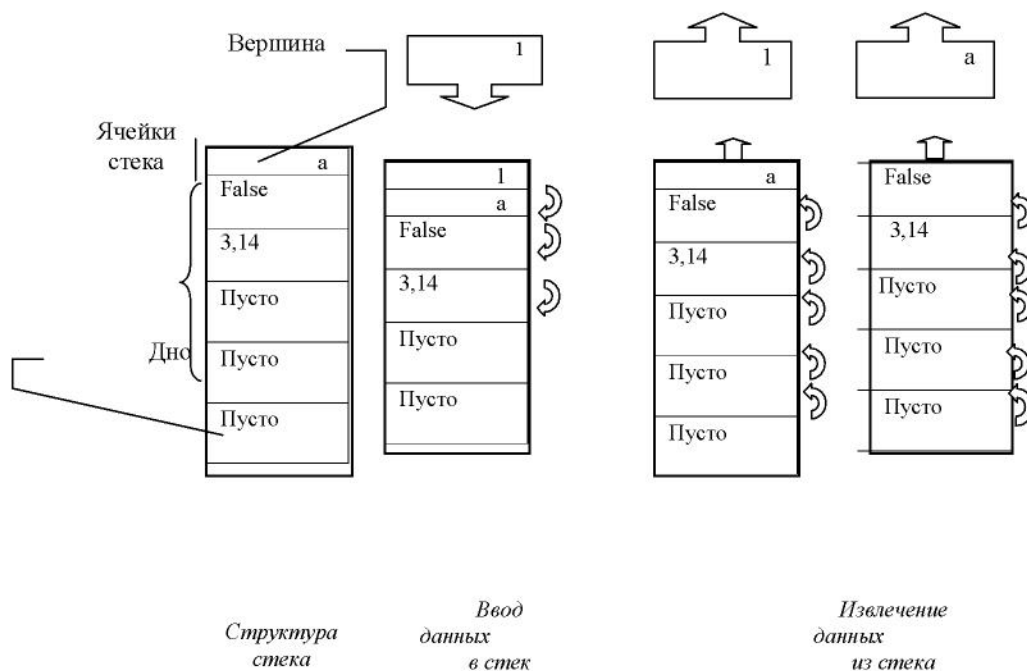 Вершина
Ячейки
стека
Дно
a
False
3,14
Пусто
Пусто
Пусто
1
1
a
False
3,14
Пусто
Пусто
1
a
False
3,14
Пусто
Пусто
Пусто
a
False
3,14
Пусто
Пусто
Пусто
Структура
стека
Ввод
данных
в стек
Извлечение
данных
из стека